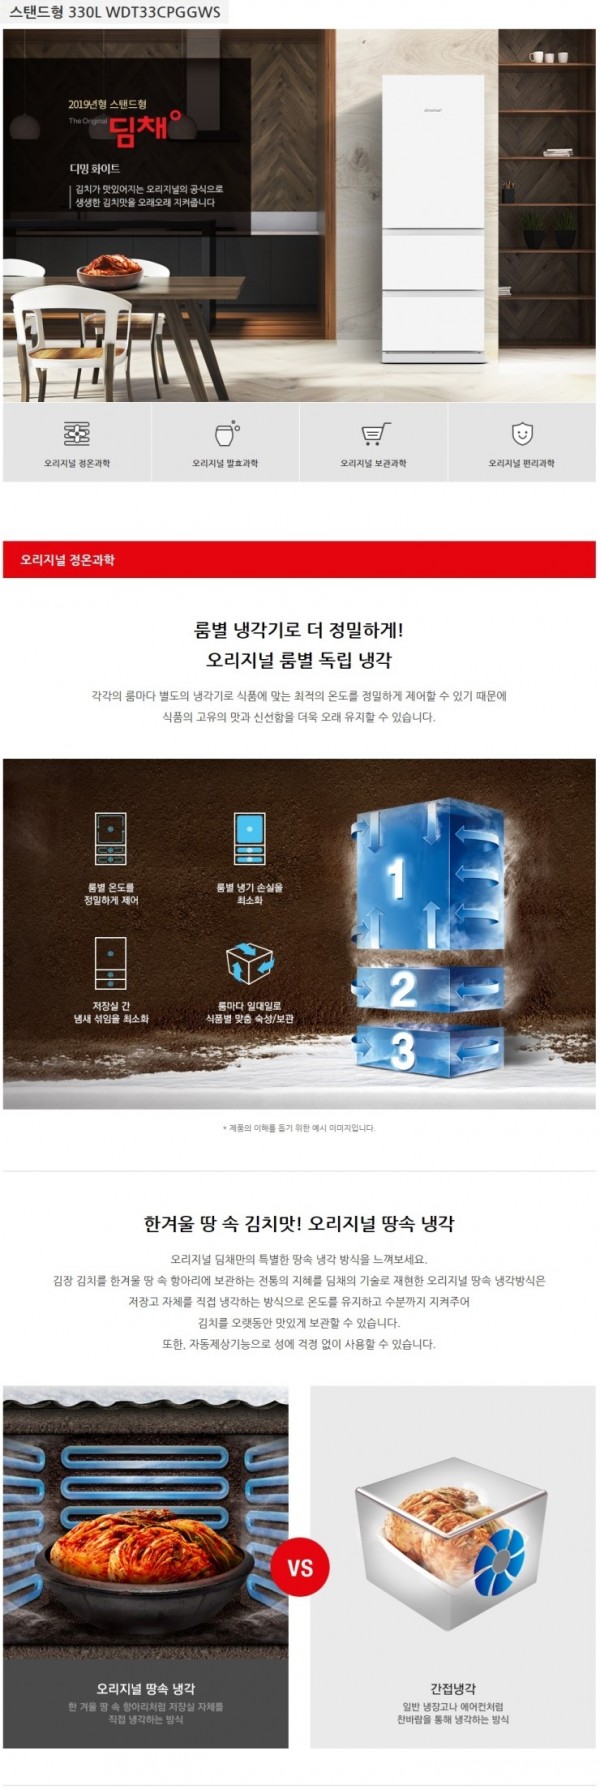 스탠드형 330L WDT33CPGGWS
2019년형 스탠드형
The Original 딤채
디밍 화이트
김치가 맛있어지는 오리지널의 공식으로
생생한 김치맛을 오래오래 지켜줍니다
오리지널 정온과학
오리지널 발효과학
오리지널 보관과학
오리지널 편리과학
오리지널 정온과학
룸별 냉각기로 더 정밀하게!
오리지널 룸별 독립 냉각
각각의 룸마다 별도의 냉각기로 식품에 맞는 최적의 온도를 정밀하게 제어할 수 있기 때문에
식품의 고유의 맛과 신선함을 더욱 오래 유지할 수 있습니다.
룸별 온도를
정밀하게 제어
룸별 냉기 손실을
최소화
저장실 간
냄새 섞임을 최소화
룸마다 일대일로
식품별 맞춤 숙성/보관
1
2
3
* 제품의 이해를 돕기 위한 예시 이미지입니다.
한겨울 땅 속 김치맛! 오리지널 땅속 냉각
오리지널 딤채만의 특별한 땅속 냉각 방식을 느껴보세요.
김장 김치를 한겨울 땅 속 항아리에 보관하는 전통의 지혜를 딤채의 기술로 재현한 오리지널 땅속 냉각방식은
저장고 자체를 직접 냉각하는 방식으로 온도를 유지하고 수분까지 지켜주어
김치를 오랫동안 맛있게 보관할 수 있습니다.
또한, 자동제상기능으로 성에 걱정 없이 사용할 수 있습니다.
VS
오리지널 땅속 냉각
한 겨울 땅 속 항아리처럼 저장실 자체를
직접 냉각하는 방식
간접냉각
일반 냉장고나 에어컨처럼
찬바람을 통해 냉각하는 방식